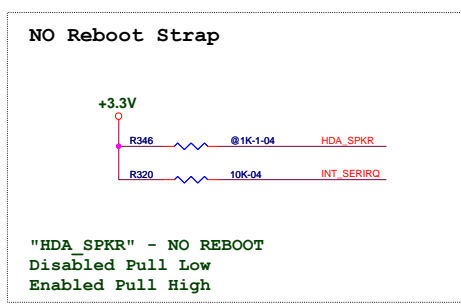 NO Reboot Strap
+3.3V
R346 @1K-1-04 HDA_SPKR
R320 10K-04 INT_SERIRQ
"HDA_SPKR" - NO REBOOT
Disabled Pull Low
Enabled Pull High